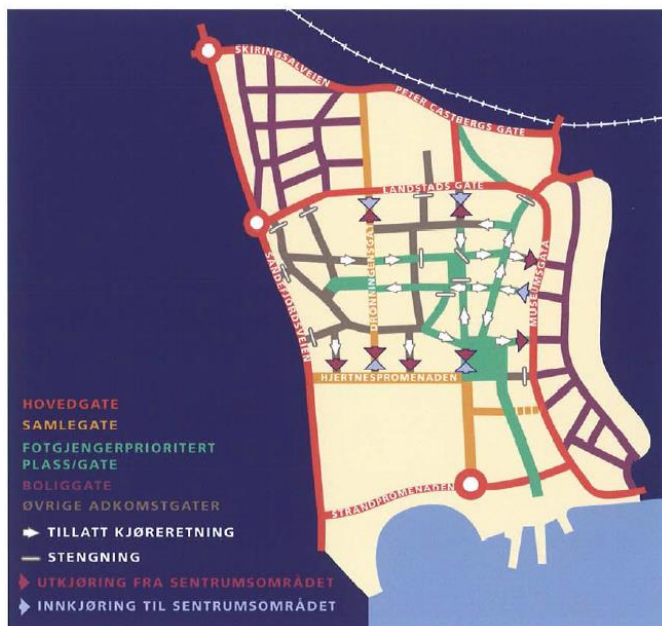 SKIRINGSALVEIEN
PETER CASTBERGS GATE
LANDSTADS GATE
DRONNINGENSGAT
SANDEFJORDSVEIEN
MUSEUMSGATA
HJERTNESPROMENADEN
STRANDPROMENADEN
HOVEDGATE
SAMLEGATE
FOTGJENGERPRIORITERT
PLASS/GATE
BOLIGGATE
ØVRIGE ADKOMSTGATER
TILLATT KJØRERETNING
STENGNING
UTKJØRING FRA SENTRUMSOMRÅDET
INNKJØRING TIL SENTRUMSOMRÅDET